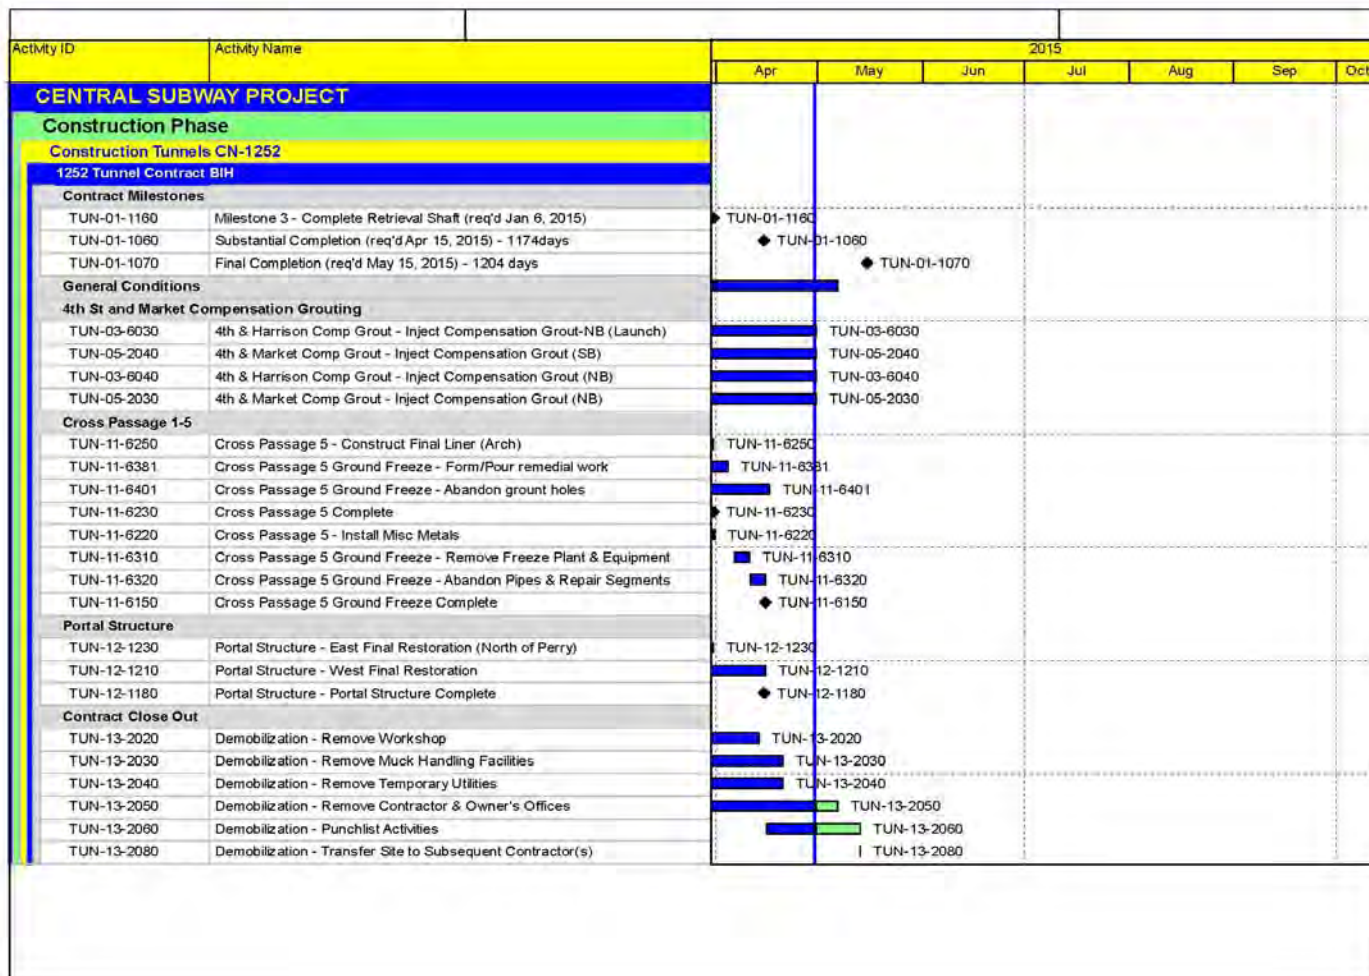 Activity ID Activity Name 2015
Apr May Jun Jul Aug Sep Oct
CENTRAL SUBWAY PROJECT
Construction Phase
Construction Tunnels CN-1252
1252 Tunnel Contract BIH
Contract Milestones
TUN-01-1160 Milestone 3 - Complete Retrieval Shaft (req'd Jan 6, 2015) TUN-01-1160
TUN-01-1060 Substantial Completion (req'd Apr 15, 2015) - 1174days TUN-01-1060
TUN-01-1070 Final Completion (req'd May 15, 2015) - 1204 days TUN-01-1070
General Conditions
4th St and Market Compensation Grouting
TUN-03-6030 4th & Harrison Comp Grout - Inject Compensation Grout-NB (Launch) TUN-03-6030
TUN-05-2040 4th & Market Comp Grout - Inject Compensation Grout (SB) TUN-05-2040
TUN-03-6040 4th & Harrison Comp Grout - Inject Compensation Grout (NB) TUN-03-6040
TUN-05-2030 4th & Market Comp Grout - Inject Compensation Grout (NB) TUN-05-2030
Cross Passage 1-5
TUN-11-6250 Cross Passage 5 - Construct Final Liner (Arch) TUN-11-6250
TUN-11-6381 Cross Passage 5 Ground Freeze - Form/Pour remedial work TUN-11-6381
TUN-11-6401 Cross Passage 5 Ground Freeze - Abandon grount holes TUN-11-6401
TUN-11-6230 Cross Passage 5 Complete TUN-11-6230
TUN-11-6220 Cross Passage 5 - Install Misc Metals TUN-11-6220
TUN-11-6310 Cross Passage 5 Ground Freeze - Remove Freeze Plant & Equipment TUN-11-6310
TUN-11-6320 Cross Passage 5 Ground Freeze - Abandon Pipes & Repair Segments TUN-11-6320
TUN-11-6150 Cross Passage 5 Ground Freeze Complete TUN-11-6150
Portal Structure
TUN-12-1230 Portal Structure - East Final Restoration (North of Perry) TUN-12-1230
TUN-12-1210 Portal Structure - West Final Restoration TUN-12-1210
TUN-12-1180 Portal Structure - Portal Structure Complete TUN-12-1180
Contract Close Out
TUN-13-2020 Demobilization - Remove Workshop TUN-13-2020
TUN-13-2030 Demobilization - Remove Muck Handling Facilities TUN-13-2030
TUN-13-2040 Demobilization - Remove Temporary Utilities TUN-13-2040
TUN-13-2050 Demobilization - Remove Contractor & Owner's Offices TUN-13-2050
TUN-13-2060 Demobilization - Punchlist Activities TUN-13-2060
TUN-13-2080 Demobilization - Transfer Site to Subsequent Contractor(s) TUN-13-2080